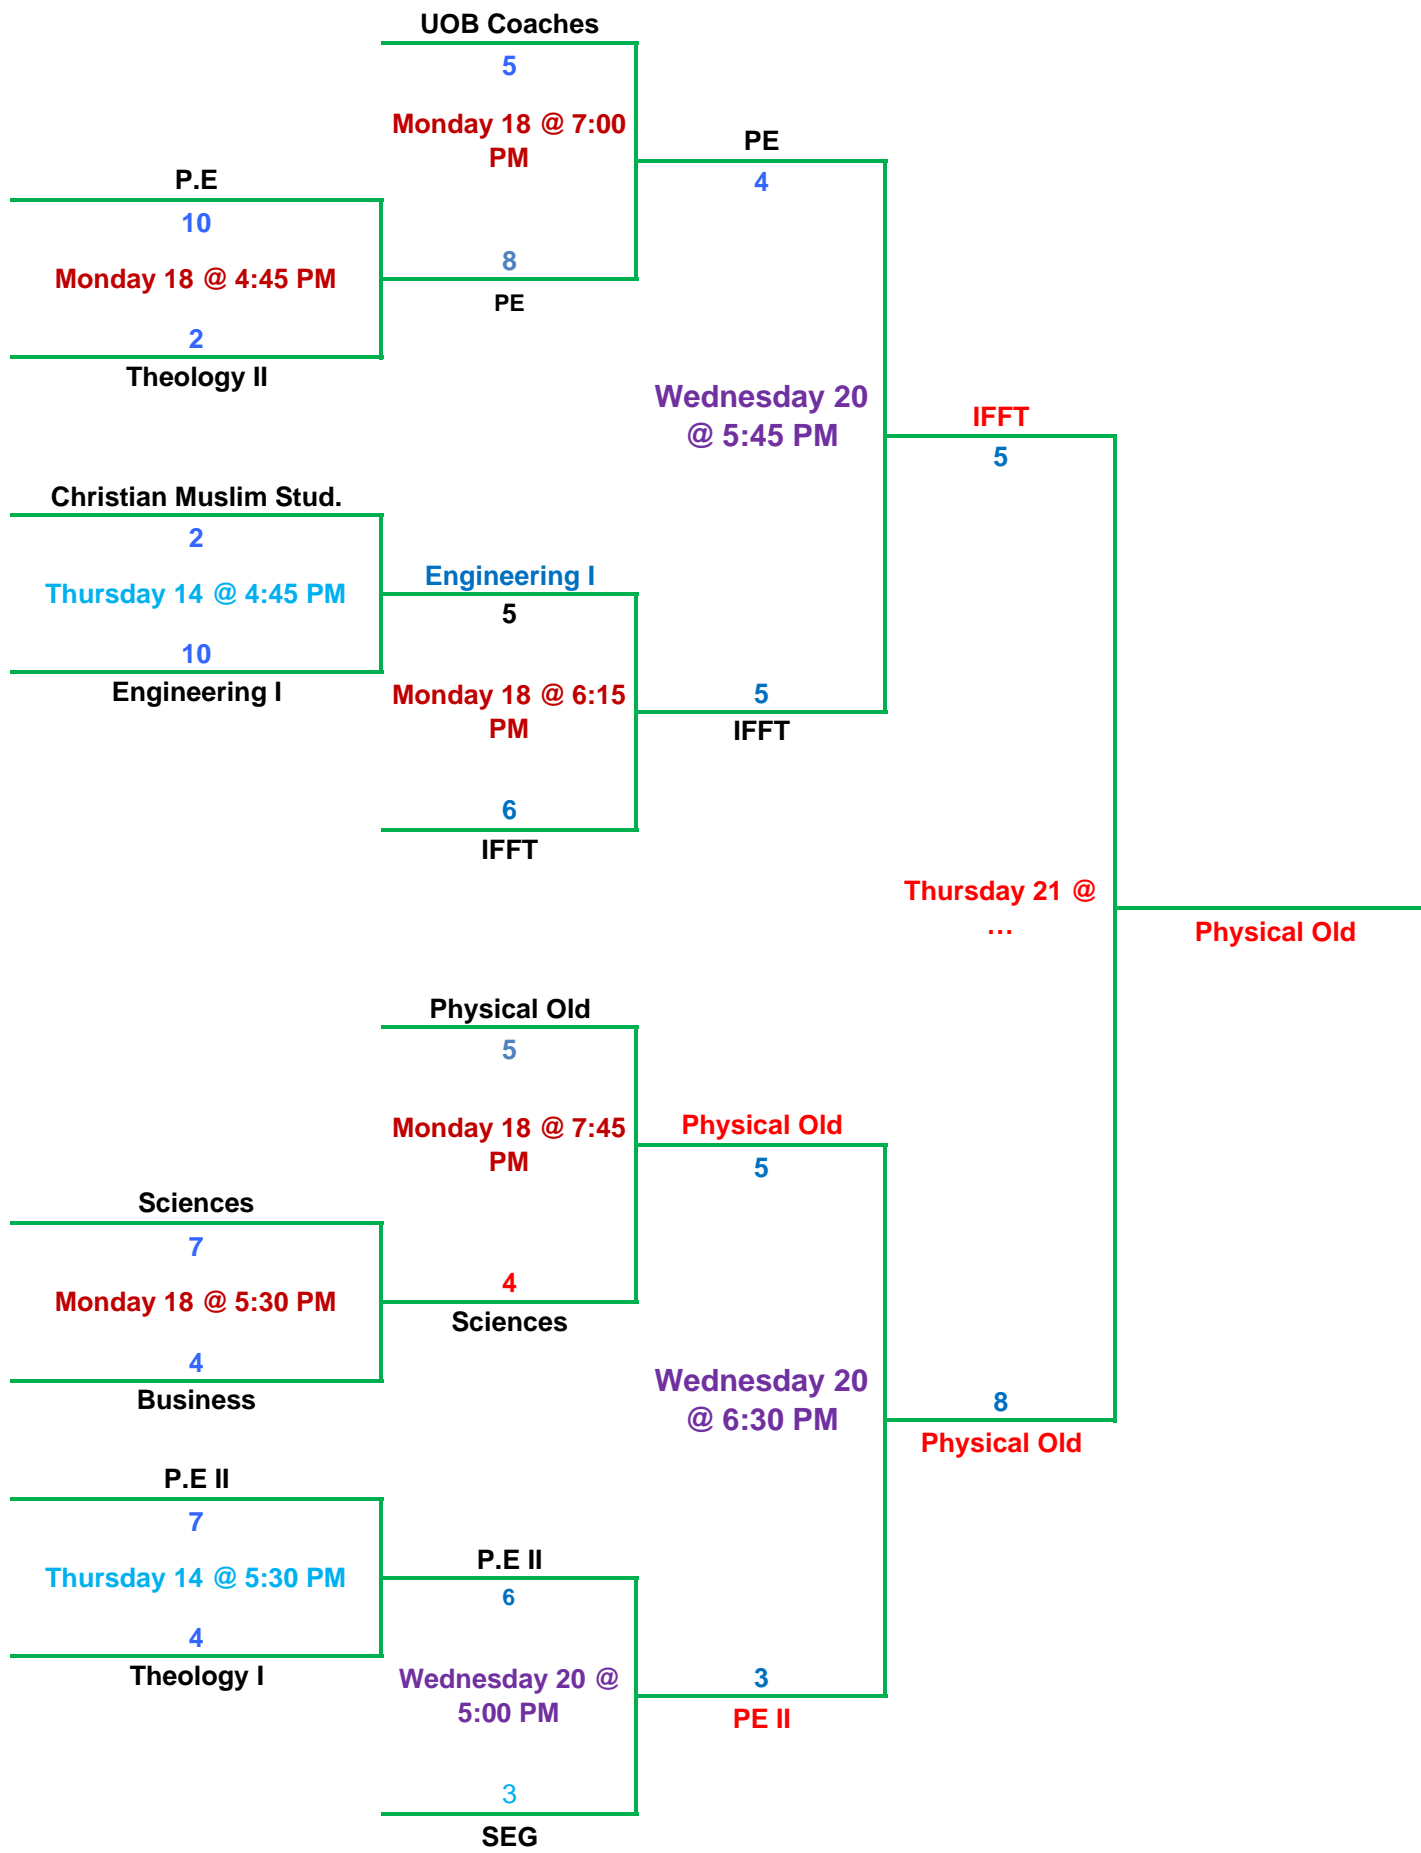 UOB Coaches
5
Monday 18 @ 7:00
PM
PE
4
P.E
10
Monday 18 @ 4:45 PM
8
PE
2
Theology II
Wednesday 20
@ 5:45 PM
IFFT
5
Christian Muslim Stud.
2
Thursday 14 @ 4:45 PM
Engineering I
5
10
Engineering I
Monday 18 @ 6:15
PM
5
IFFT
6
IFFT
Thursday 21 @
…
Physical Old
Physical Old
5
Monday 18 @ 7:45
PM
Physical Old
5
Sciences
7
Monday 18 @ 5:30 PM
4
Sciences
4
Business
Wednesday 20
@ 6:30 PM
8
Physical Old
P.E II
7
Thursday 14 @ 5:30 PM
P.E II
6
4
Theology I
Wednesday 20 @
5:00 PM
3
PE II
3
SEG